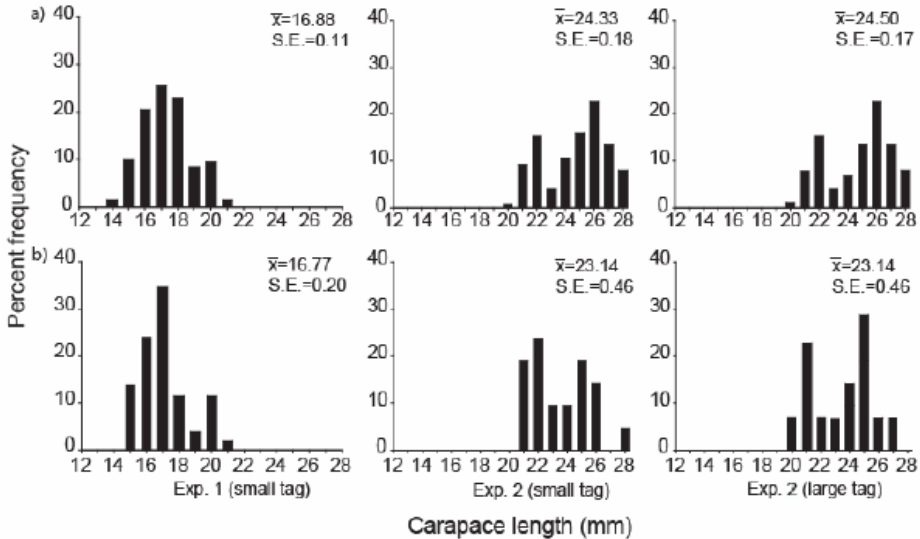 a)
40
30
20
10
0
x̅=16.88
S.E.=0.11
12 14 16 18 20 22 24 26 28
40
30
20
10
0
x̅=24.33
S.E.=0.18
12 14 16 18 20 22 24 26 28
40
30
20
10
0
x̅=24.50
S.E.=0.17
12 14 16 18 20 22 24 26 28
Percent frequency
b)
40
30
20
10
0
x̅=16.77
S.E.=0.20
12 14 16 18 20 22 24 26 28
Exp. 1 (small tag)
40
30
20
10
0
x̅=23.14
S.E.=0.46
12 14 16 18 20 22 24 26 28
Exp. 2 (small tag)
40
30
20
10
0
x̅=23.14
S.E.=0.46
12 14 16 18 20 22 24 26 28
Exp. 2 (large tag)
Carapace length (mm)